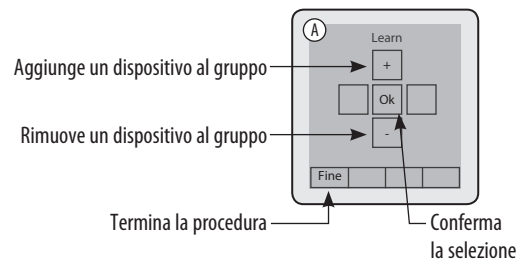 A
Learn
Aggiunge un dispositivo al gruppo
+
Ok
Rimuove un dispositivo al gruppo
-
Fine
Termina la procedura
Conferma
la selezione